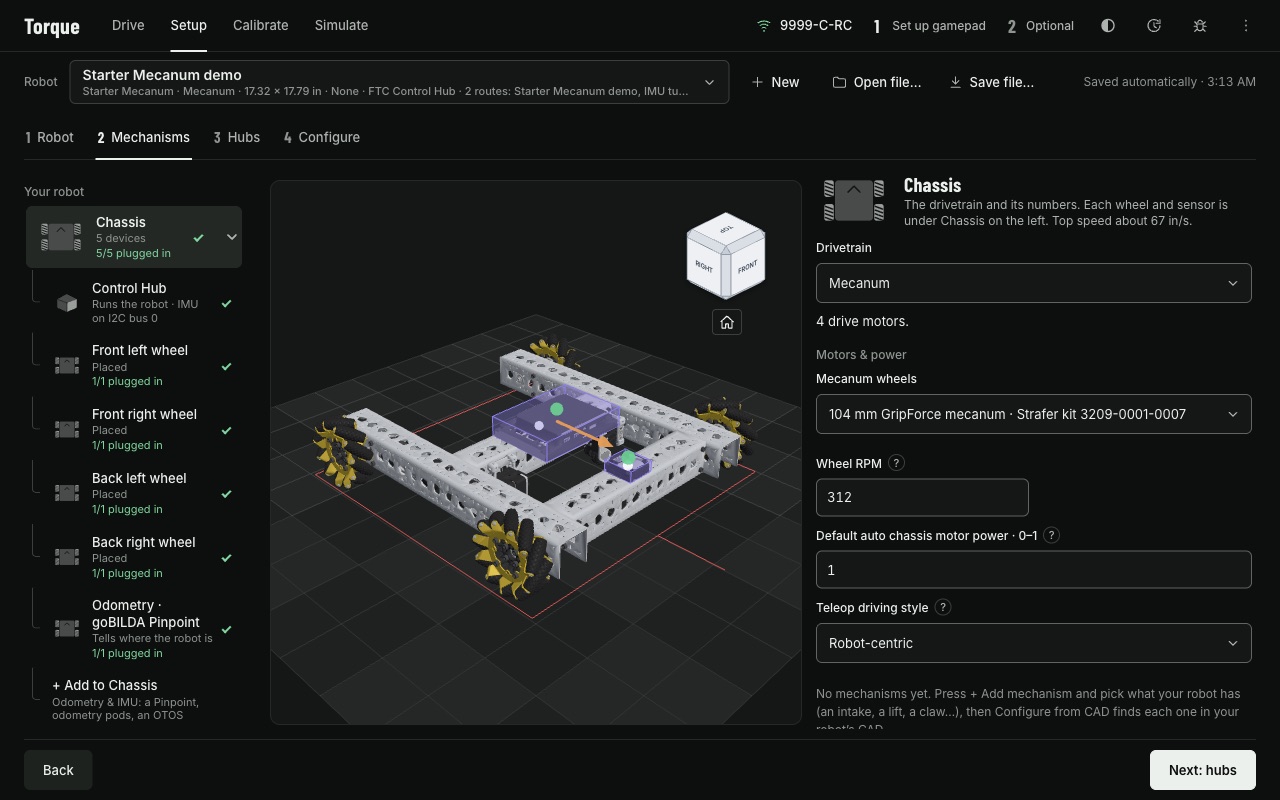 Torque
Drive
Setup
Calibrate
Simulate
9999-C-RC
1 Set up gamepad
2 Optional
Robot
Starter Mecanum demo
Starter Mecanum · Mecanum · 17.32 × 17.79 in · None · FTC Control Hub · 2 routes: Starter Mecanum demo, IMU tu...
New
Open file...
Save file...
Saved automatically · 3:13 AM
1 Robot
2 Mechanisms
3 Hubs
4 Configure
Your robot
Chassis
5 devices
5/5 plugged in
Control Hub
Runs the robot · IMU
on I2C bus 0
Front left wheel
Placed
1/1 plugged in
Front right wheel
Placed
1/1 plugged in
Back left wheel
Placed
1/1 plugged in
Back right wheel
Placed
1/1 plugged in
Odometry ·
goBILDA Pinpoint
Tells where the robot is
1/1 plugged in
+ Add to Chassis
Odometry & IMU: a Pinpoint,
odometry pods, an OTOS
TOP
RIGHT
FRONT
Chassis
The drivetrain and its numbers. Each wheel and sensor is
under Chassis on the left. Top speed about 67 in/s.
Drivetrain
Mecanum
4 drive motors.
Motors & power
Mecanum wheels
104 mm GripForce mecanum · Strafer kit 3209-0001-0007
Wheel RPM ?
312
Default auto chassis motor power · 0–1 ?
1
Teleop driving style ?
Robot-centric
No mechanisms yet. Press + Add mechanism and pick what your robot has
(an intake, a lift, a claw...), then Configure from CAD finds each one in your
robot's CAD.
Back
Next: hubs